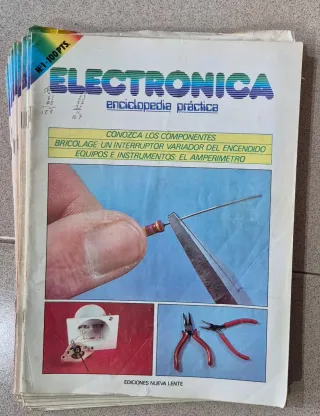 Nº1-100 PTS.
ELECTRONICA
enciclopedia práctica
CONOZCA LOS COMPONENTES
BRICOLAGE: UN INTERRUPTOR VARIADOR DEL ENCENDIDO
EQUIPOS E INSTRUMENTOS: EL AMPERIMETRO
EDICIONES NUEVA LENTE